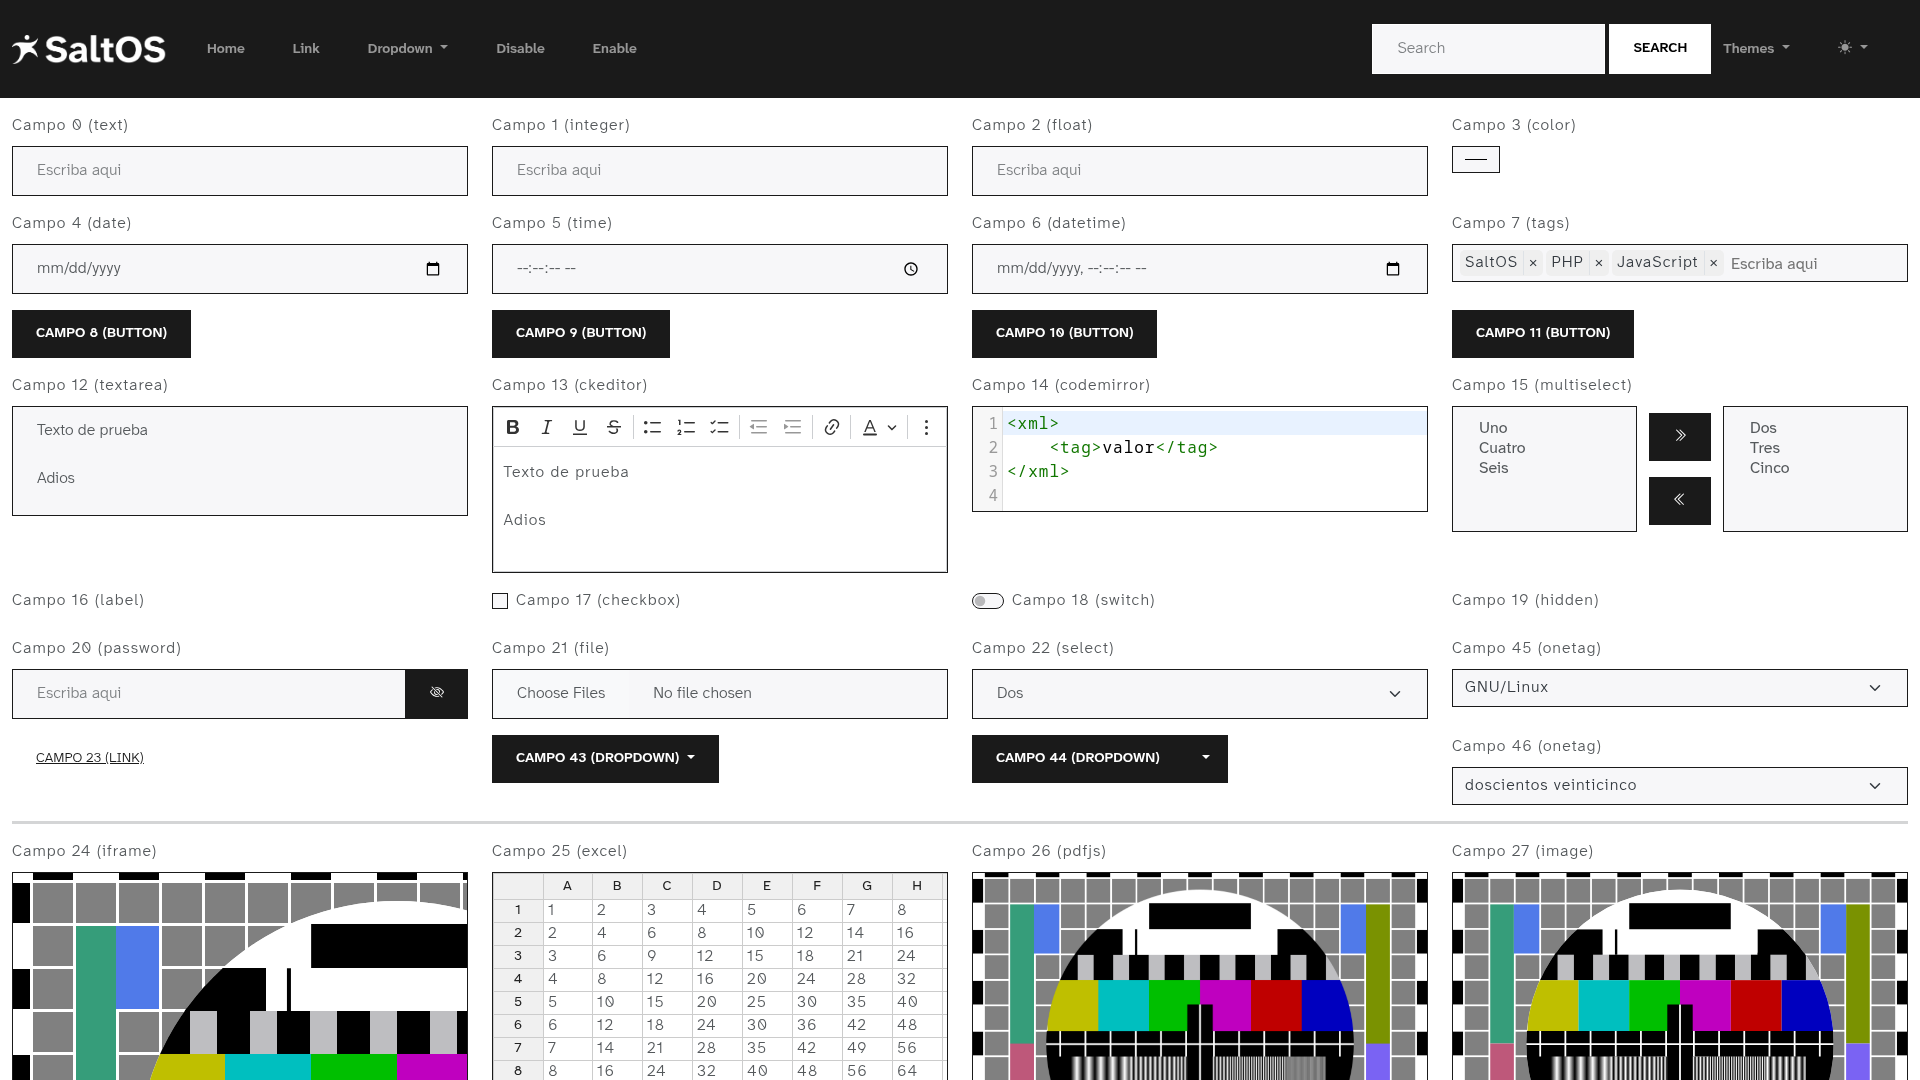 SaltOS Home Link Dropdown Disable Enable Search SEARCH Themes
Campo 0 (text) Campo 1 (integer) Campo 2 (float) Campo 3 (color)
Escriba aqui Escriba aqui Escriba aqui
Campo 4 (date) Campo 5 (time) Campo 6 (datetime) Campo 7 (tags)
mm/dd/yyyy --:--:-- -- mm/dd/yyyy, --:--:-- -- SaltOS × PHP × JavaScript × Escriba aqui
CAMPO 8 (BUTTON) CAMPO 9 (BUTTON) CAMPO 10 (BUTTON) CAMPO 11 (BUTTON)
Campo 12 (textarea) Campo 13 (ckeditor) Campo 14 (codemirror) Campo 15 (multiselect)
Texto de prueba
Adios
B I U S A
Texto de prueba
Adios
1 <xml>
2     <tag>valor</tag>
3 </xml>
4
Uno
Cuatro
Seis
Dos
Tres
Cinco
Campo 16 (label) Campo 17 (checkbox) Campo 18 (switch) Campo 19 (hidden)
Campo 20 (password) Campo 21 (file) Campo 22 (select) Campo 45 (onetag)
Escriba aqui Choose Files No file chosen Dos GNU/Linux
CAMPO 23 (LINK) CAMPO 43 (DROPDOWN) CAMPO 44 (DROPDOWN) Campo 46 (onetag)
doscientos veinticinco
Campo 24 (iframe) Campo 25 (excel) Campo 26 (pdfjs) Campo 27 (image)
A B C D E F G H
1 1 2 3 4 5 6 7 8
2 2 4 6 8 10 12 14 16
3 3 6 9 12 15 18 21 24
4 4 8 12 16 20 24 28 32
5 5 10 15 20 25 30 35 40
6 6 12 18 24 30 36 42 48
7 7 14 21 28 35 42 49 56
8 8 16 24 32 40 48 56 64